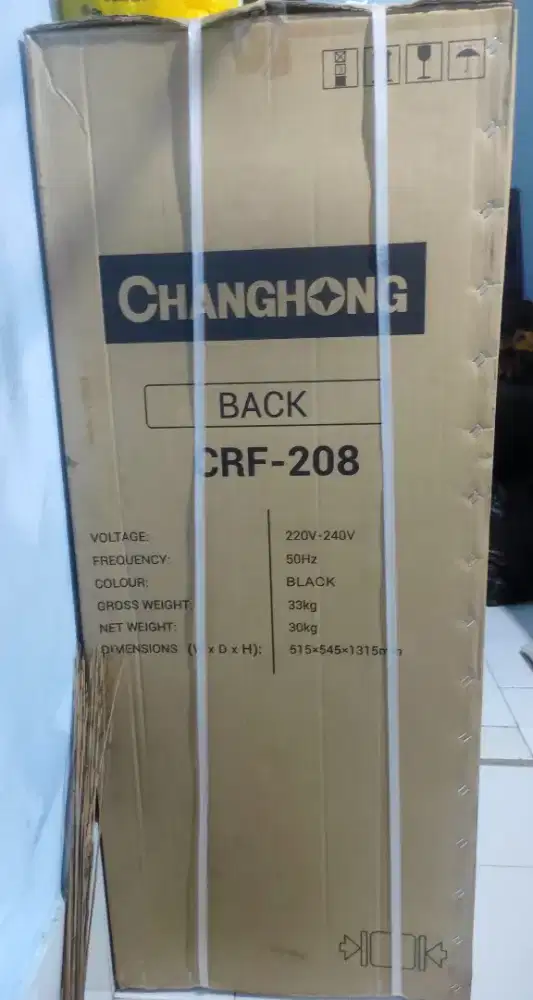 CHANGHONG
BACK
CRF-208
VOLTAGE: 220V-240V
FREQUENCY: 50Hz
COLOUR: BLACK
GROSS WEIGHT: 33kg
NET WEIGHT: 30kg
DIMENSIONS (W x D x H): 515×545×1315mm